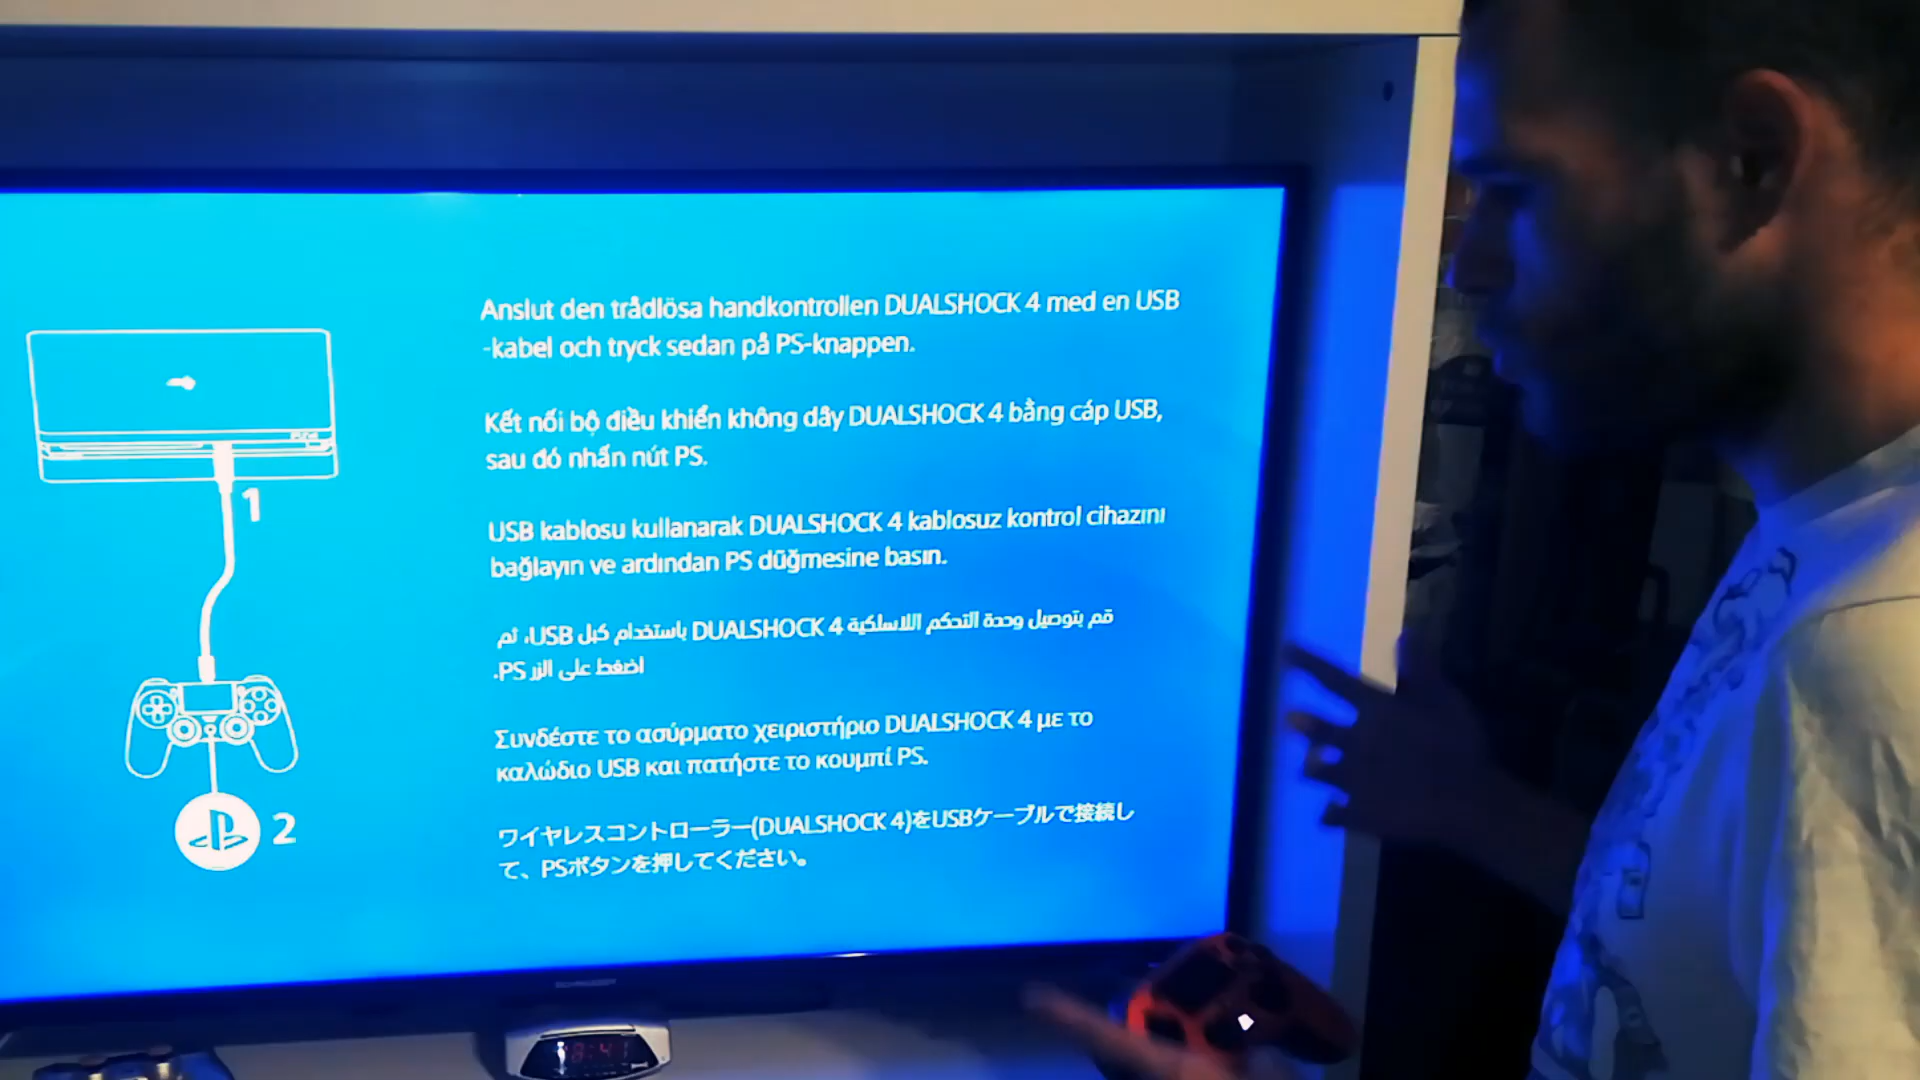 Anslut den trådlösa handkontrollen DUALSHOCK 4 med en USB
-kabel och tryck sedan på PS-knappen.
Kết nối bộ điều khiển không dây DUALSHOCK 4 bằng cáp USB,
sau đó nhấn nút PS.
USB kablosu kullanarak DUALSHOCK 4 kablosuz kontrol cihazını
bağlayın ve ardından PS düğmesine basın.
قم بتوصيل وحدة التحكم اللاسلكية DUALSHOCK 4 باستخدام كبل USB، ثم
اضغط على الزر PS.
Συνδέστε το ασύρματο χειριστήριο DUALSHOCK 4 με το
καλώδιο USB και πατήστε το κουμπί PS.
ワイヤレスコントローラー(DUALSHOCK 4)をUSBケーブルで接続し
て、PSボタンを押してください。
1
2